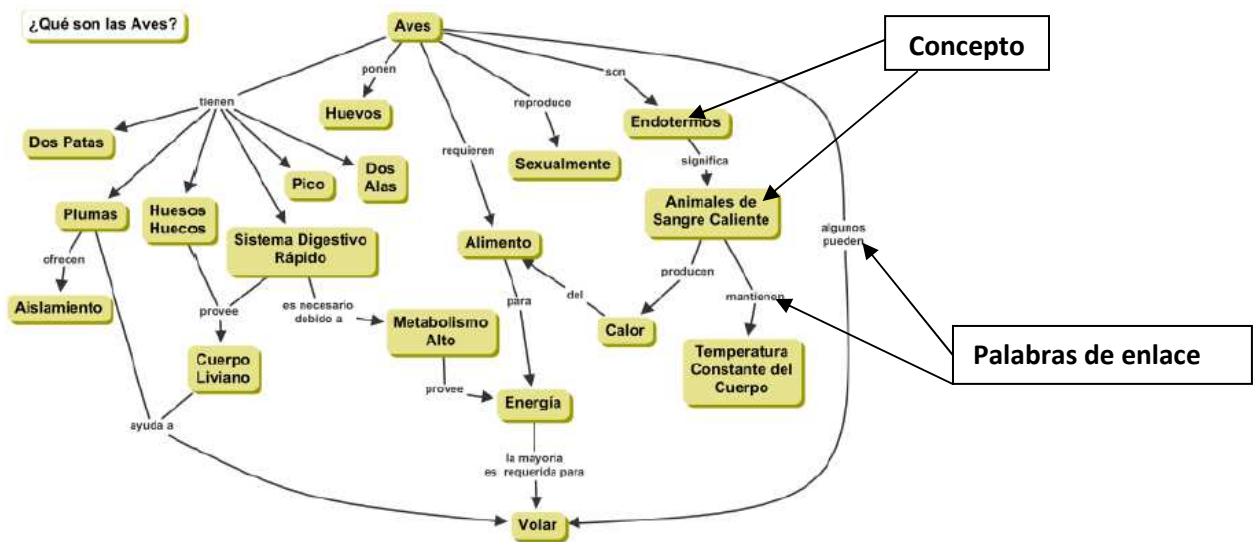 ¿Qué son las Aves?
Aves
Concepto
ponen
son
tienen
Huevos
reproduce
Endotermos
Dos Patas
requieren
Sexualmente
significa
Pico
Dos
Alas
Plumas
Huesos
Huecos
Animales de
Sangre Caliente
Sistema Digestivo
Rápido
Alimento
algunos
pueden
ofrecen
producen
Aislamiento
provee
es necesario
debido a
para
del
mantienen
Metabolismo
Alto
Calor
Cuerpo
Liviano
Temperatura
Constante del
Cuerpo
Palabras de enlace
provee
Energía
ayuda a
la mayoria
es requerida para
Volar